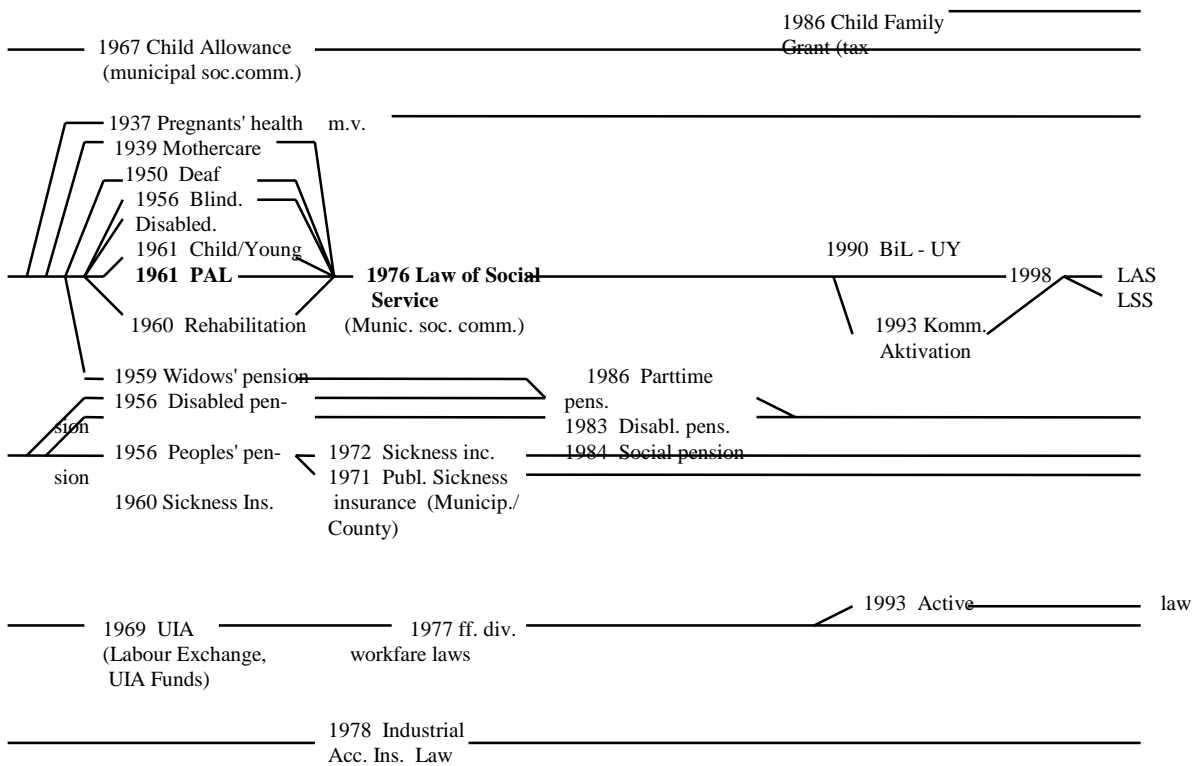 1986 Child Family
Grant (tax
1967 Child Allowance
(municipal soc.comm.)
1937 Pregnants' health m.v.
1939 Mothercare
1950 Deaf
1956 Blind.
Disabled.
1961 Child/Young
1961 PAL
1976 Law of Social
Service
(Munic. soc. comm.)
1960 Rehabilitation
1990 BiL - UY
1998
LAS
LSS
1993 Komm.
Aktivation
1959 Widows' pension
1956 Disabled pen-
sion
1956 Peoples' pen-
sion
1960 Sickness Ins.
1972 Sickness inc.
1971 Publ. Sickness
insurance (Municip./
County)
1986 Parttime
pens.
1983 Disabl. pens.
1984 Social pension
1993 Active law
1969 UIA
(Labour Exchange,
UIA Funds)
1977 ff. div.
workfare laws
1978 Industrial
Acc. Ins. Law